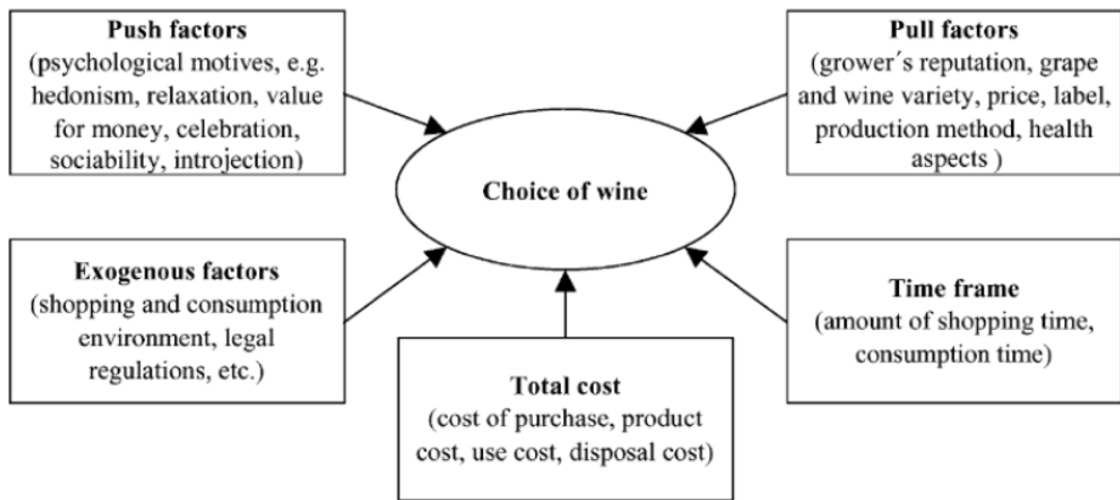 Push factors
(psychological motives, e.g.
hedonism, relaxation, value
for money, celebration,
sociability, introjection)
Pull factors
(grower´s reputation, grape
and wine variety, price, label,
production method, health
aspects )
Choice of wine
Exogenous factors
(shopping and consumption
environment, legal
regulations, etc.)
Time frame
(amount of shopping time,
consumption time)
Total cost
(cost of purchase, product
cost, use cost, disposal cost)